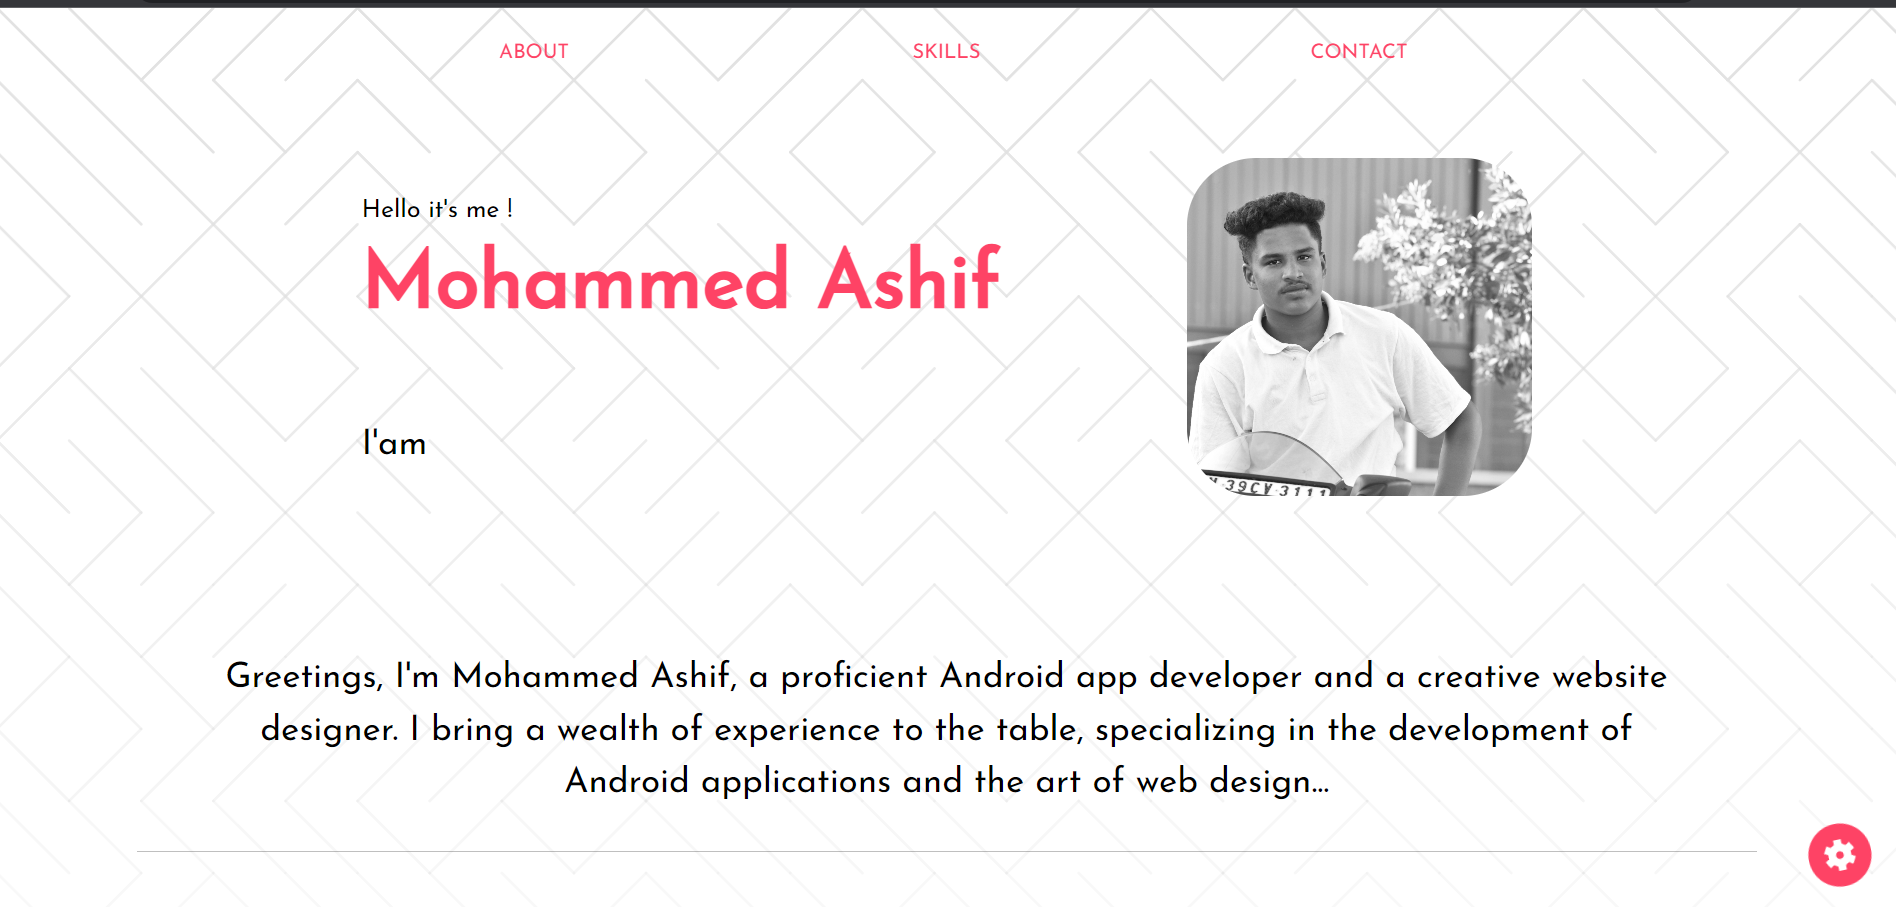 ABOUT SKILLS CONTACT
Hello it's me !
Mohammed Ashif
I'am
39CV 3111
Greetings, I'm Mohammed Ashif, a proficient Android app developer and a creative website
designer. I bring a wealth of experience to the table, specializing in the development of
Android applications and the art of web design...